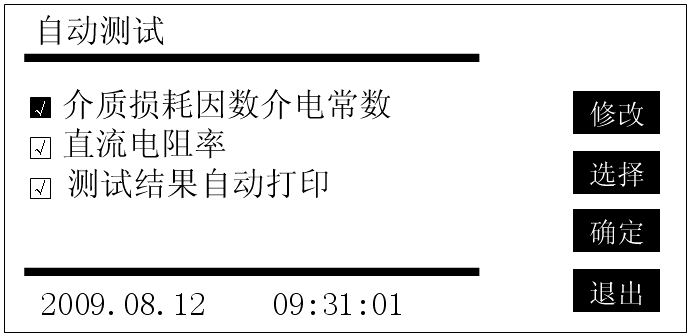 自动测试
介质损耗因数介电常数
直流电阻率
测试结果自动打印
修改
选择
确定
退出
2009.08.12 09:31:01